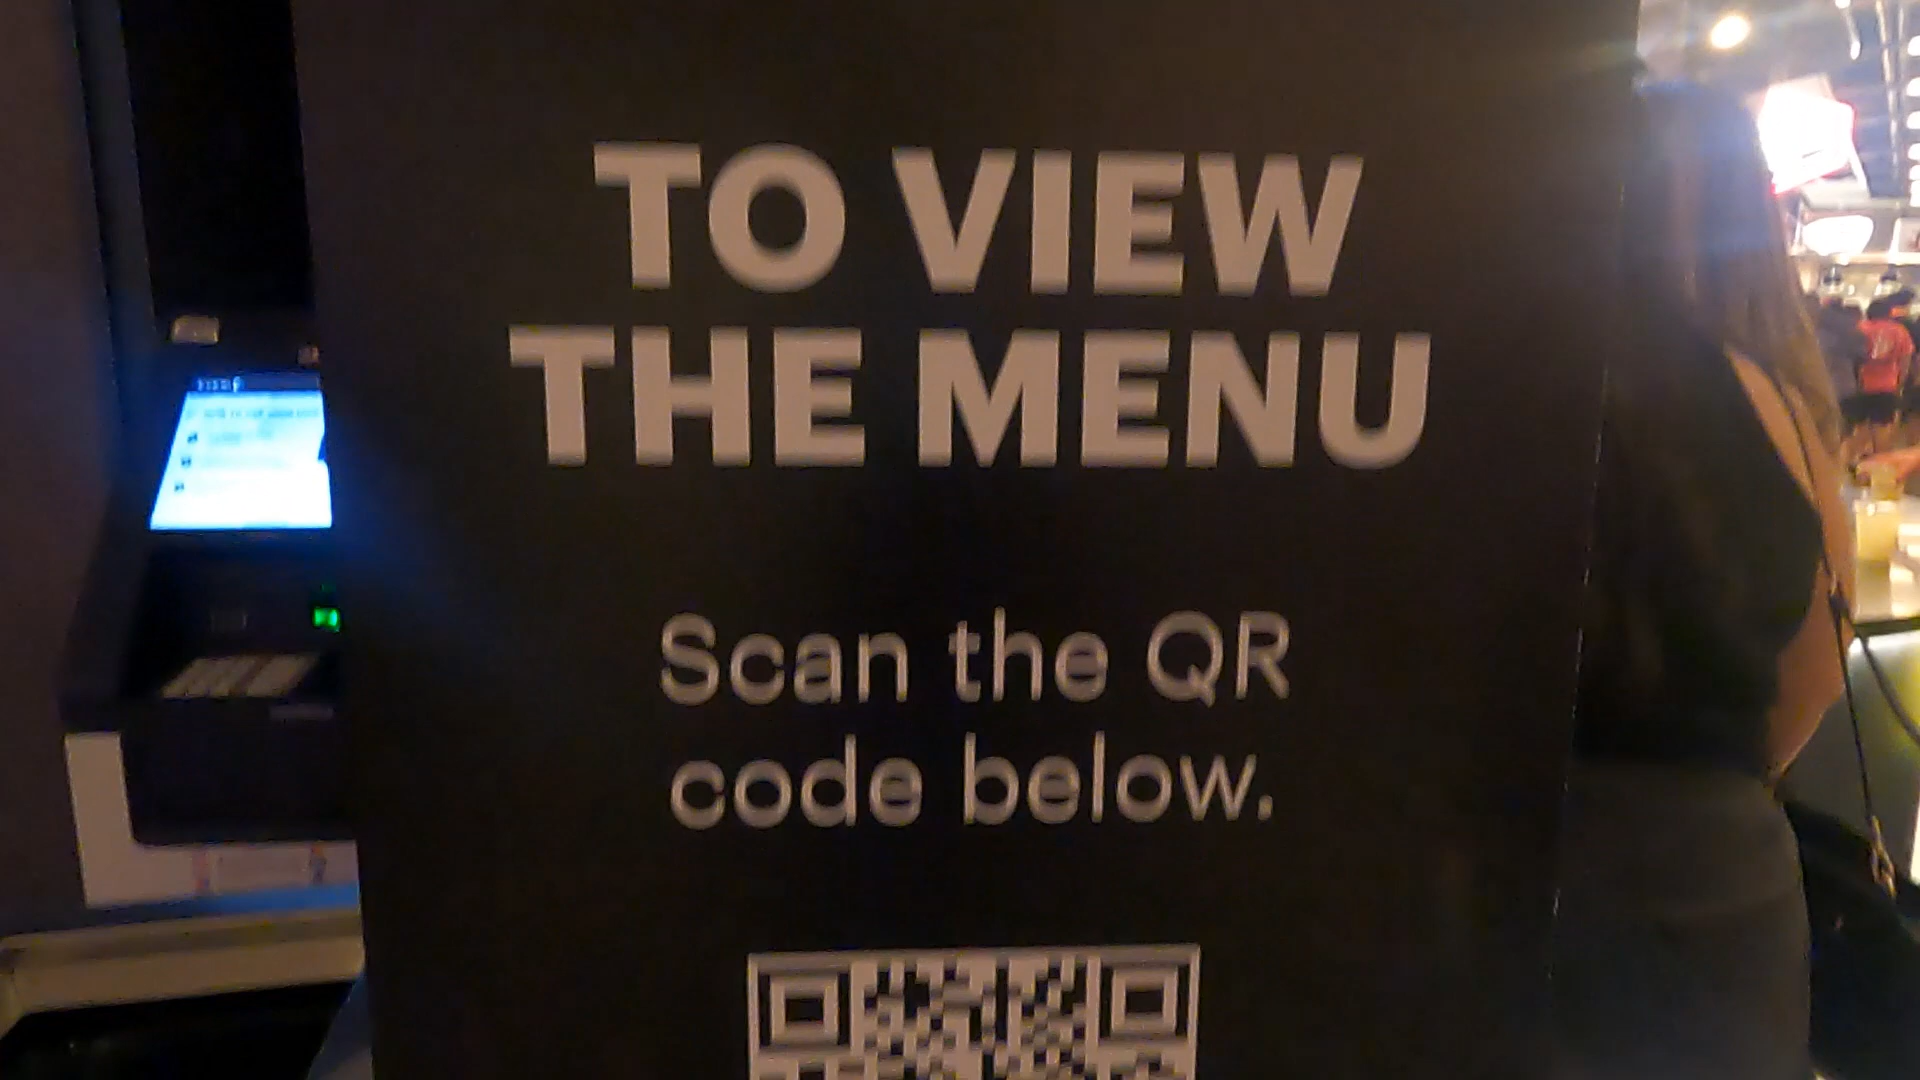 TO VIEW
THE MENU
Scan the QR
code below.